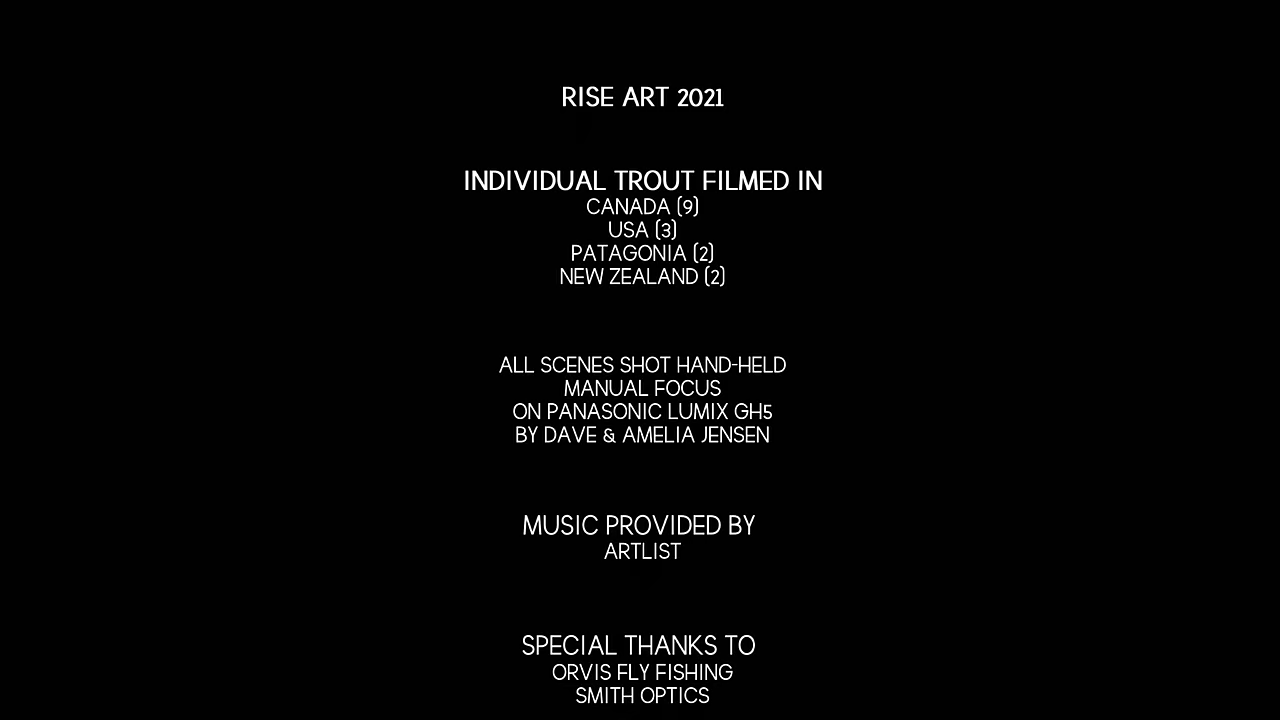 RISE ART 2021
INDIVIDUAL TROUT FILMED IN
CANADA (9)
USA (3)
PATAGONIA (2)
NEW ZEALAND (2)
ALL SCENES SHOT HAND-HELD
MANUAL FOCUS
ON PANASONIC LUMIX GH5
BY DAVE & AMELIA JENSEN
MUSIC PROVIDED BY
ARTLIST
SPECIAL THANKS TO
ORVIS FLY FISHING
SMITH OPTICS